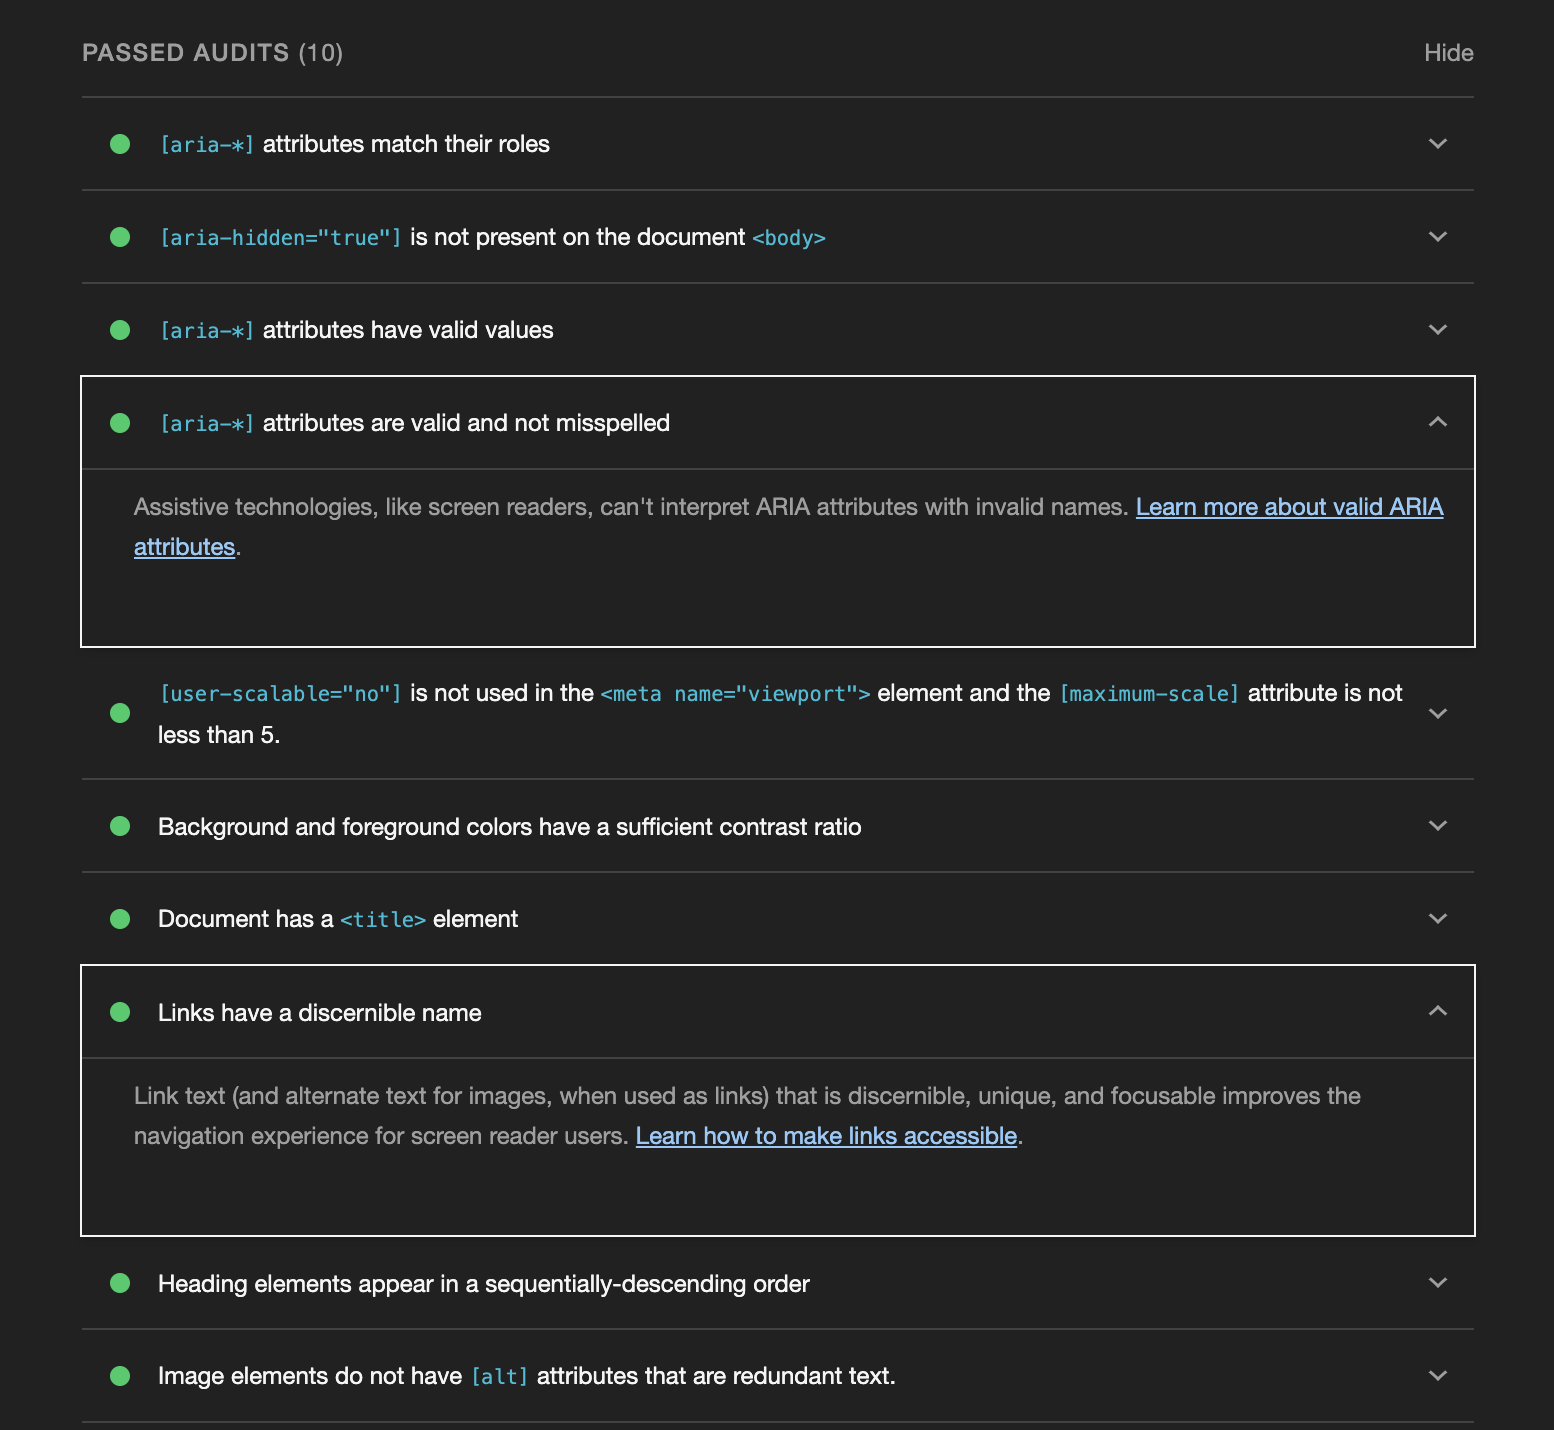 PASSED AUDITS (10)
Hide
[aria-*] attributes match their roles
[aria-hidden="true"] is not present on the document <body>
[aria-*] attributes have valid values
[aria-*] attributes are valid and not misspelled
Assistive technologies, like screen readers, can't interpret ARIA attributes with invalid names. Learn more about valid ARIA
attributes.
[user-scalable="no"] is not used in the <meta name="viewport"> element and the [maximum-scale] attribute is not
less than 5.
Background and foreground colors have a sufficient contrast ratio
Document has a <title> element
Links have a discernible name
Link text (and alternate text for images, when used as links) that is discernible, unique, and focusable improves the
navigation experience for screen reader users. Learn how to make links accessible.
Heading elements appear in a sequentially-descending order
Image elements do not have [alt] attributes that are redundant text.